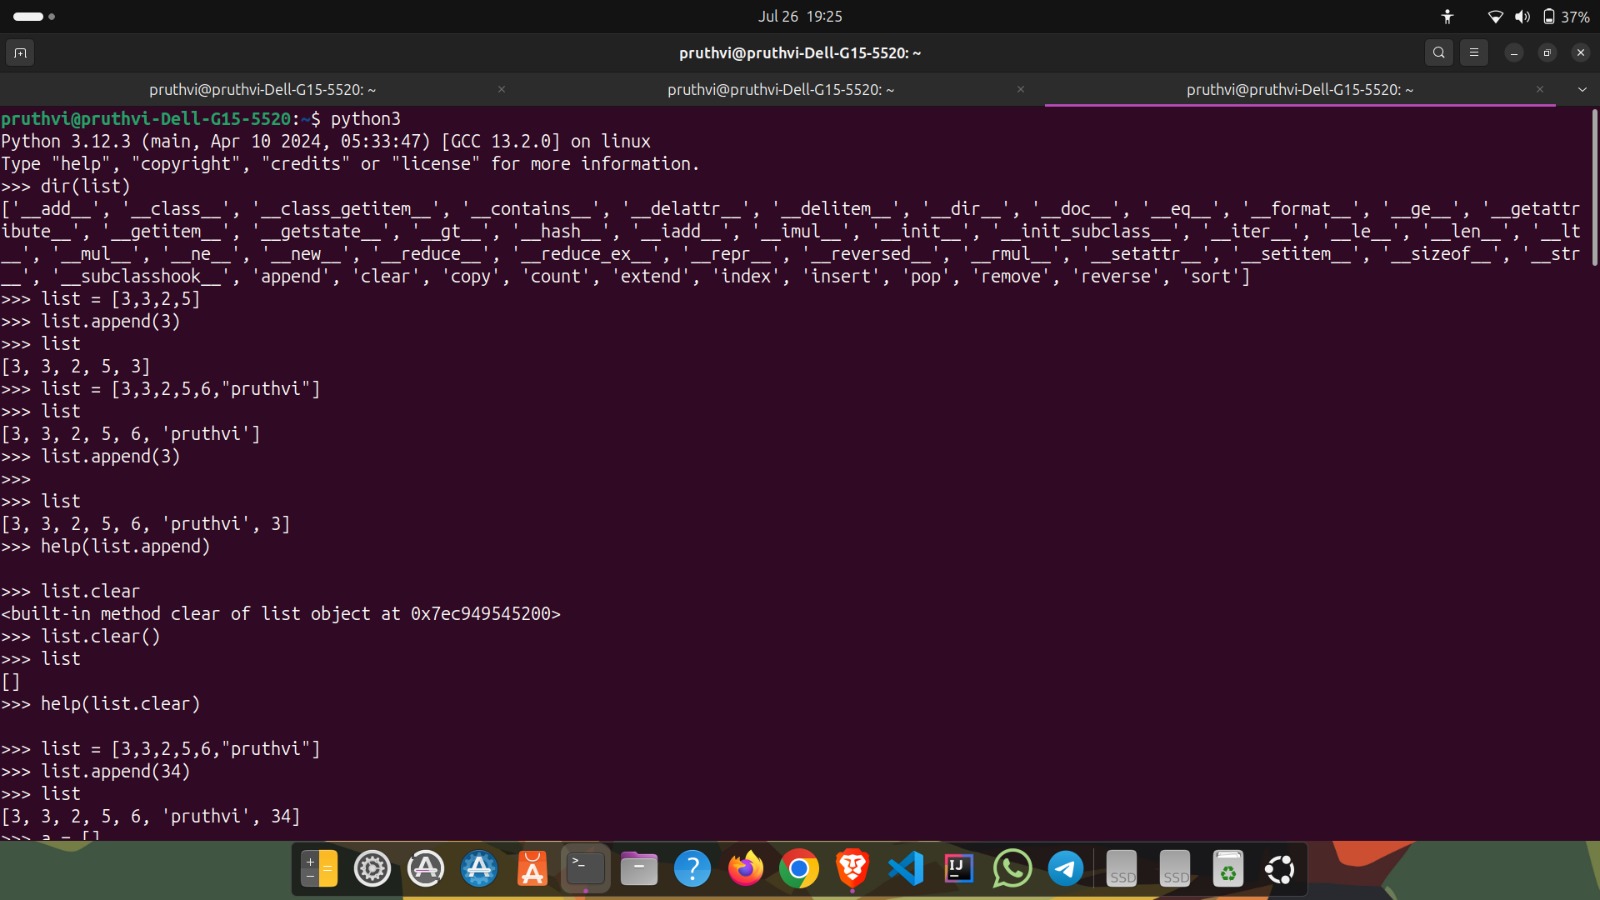 Jul 26 19:25
37%
pruthvi@pruthvi-Dell-G15-5520: ~
pruthvi@pruthvi-Dell-G15-5520: ~ × pruthvi@pruthvi-Dell-G15-5520: ~ × pruthvi@pruthvi-Dell-G15-5520: ~ ×
pruthvi@pruthvi-Dell-G15-5520:~$ python3
Python 3.12.3 (main, Apr 10 2024, 05:33:47) [GCC 13.2.0] on linux
Type "help", "copyright", "credits" or "license" for more information.
>>> dir(list)
['__add__', '__class__', '__class_getitem__', '__contains__', '__delattr__', '__delitem__', '__dir__', '__doc__', '__eq__', '__format__', '__ge__', '__getattr
ibute__', '__getitem__', '__getstate__', '__gt__', '__hash__', '__iadd__', '__imul__', '__init__', '__init_subclass__', '__iter__', '__le__', '__len__', '__lt
__', '__mul__', '__ne__', '__new__', '__reduce__', '__reduce_ex__', '__repr__', '__reversed__', '__rmul__', '__setattr__', '__setitem__', '__sizeof__', '__str
__', '__subclasshook__', 'append', 'clear', 'copy', 'count', 'extend', 'index', 'insert', 'pop', 'remove', 'reverse', 'sort']
>>> list = [3,3,2,5]
>>> list.append(3)
>>> list
[3, 3, 2, 5, 3]
>>> list = [3,3,2,5,6,"pruthvi"]
>>> list
[3, 3, 2, 5, 6, 'pruthvi']
>>> list.append(3)
>>>
>>> list
[3, 3, 2, 5, 6, 'pruthvi', 3]
>>> help(list.append)
>>> list.clear
<built-in method clear of list object at 0x7ec949545200>
>>> list.clear()
>>> list
[]
>>> help(list.clear)
>>> list = [3,3,2,5,6,"pruthvi"]
>>> list.append(34)
>>> list
[3, 3, 2, 5, 6, 'pruthvi', 34]
>>> a = []
SSD SSD